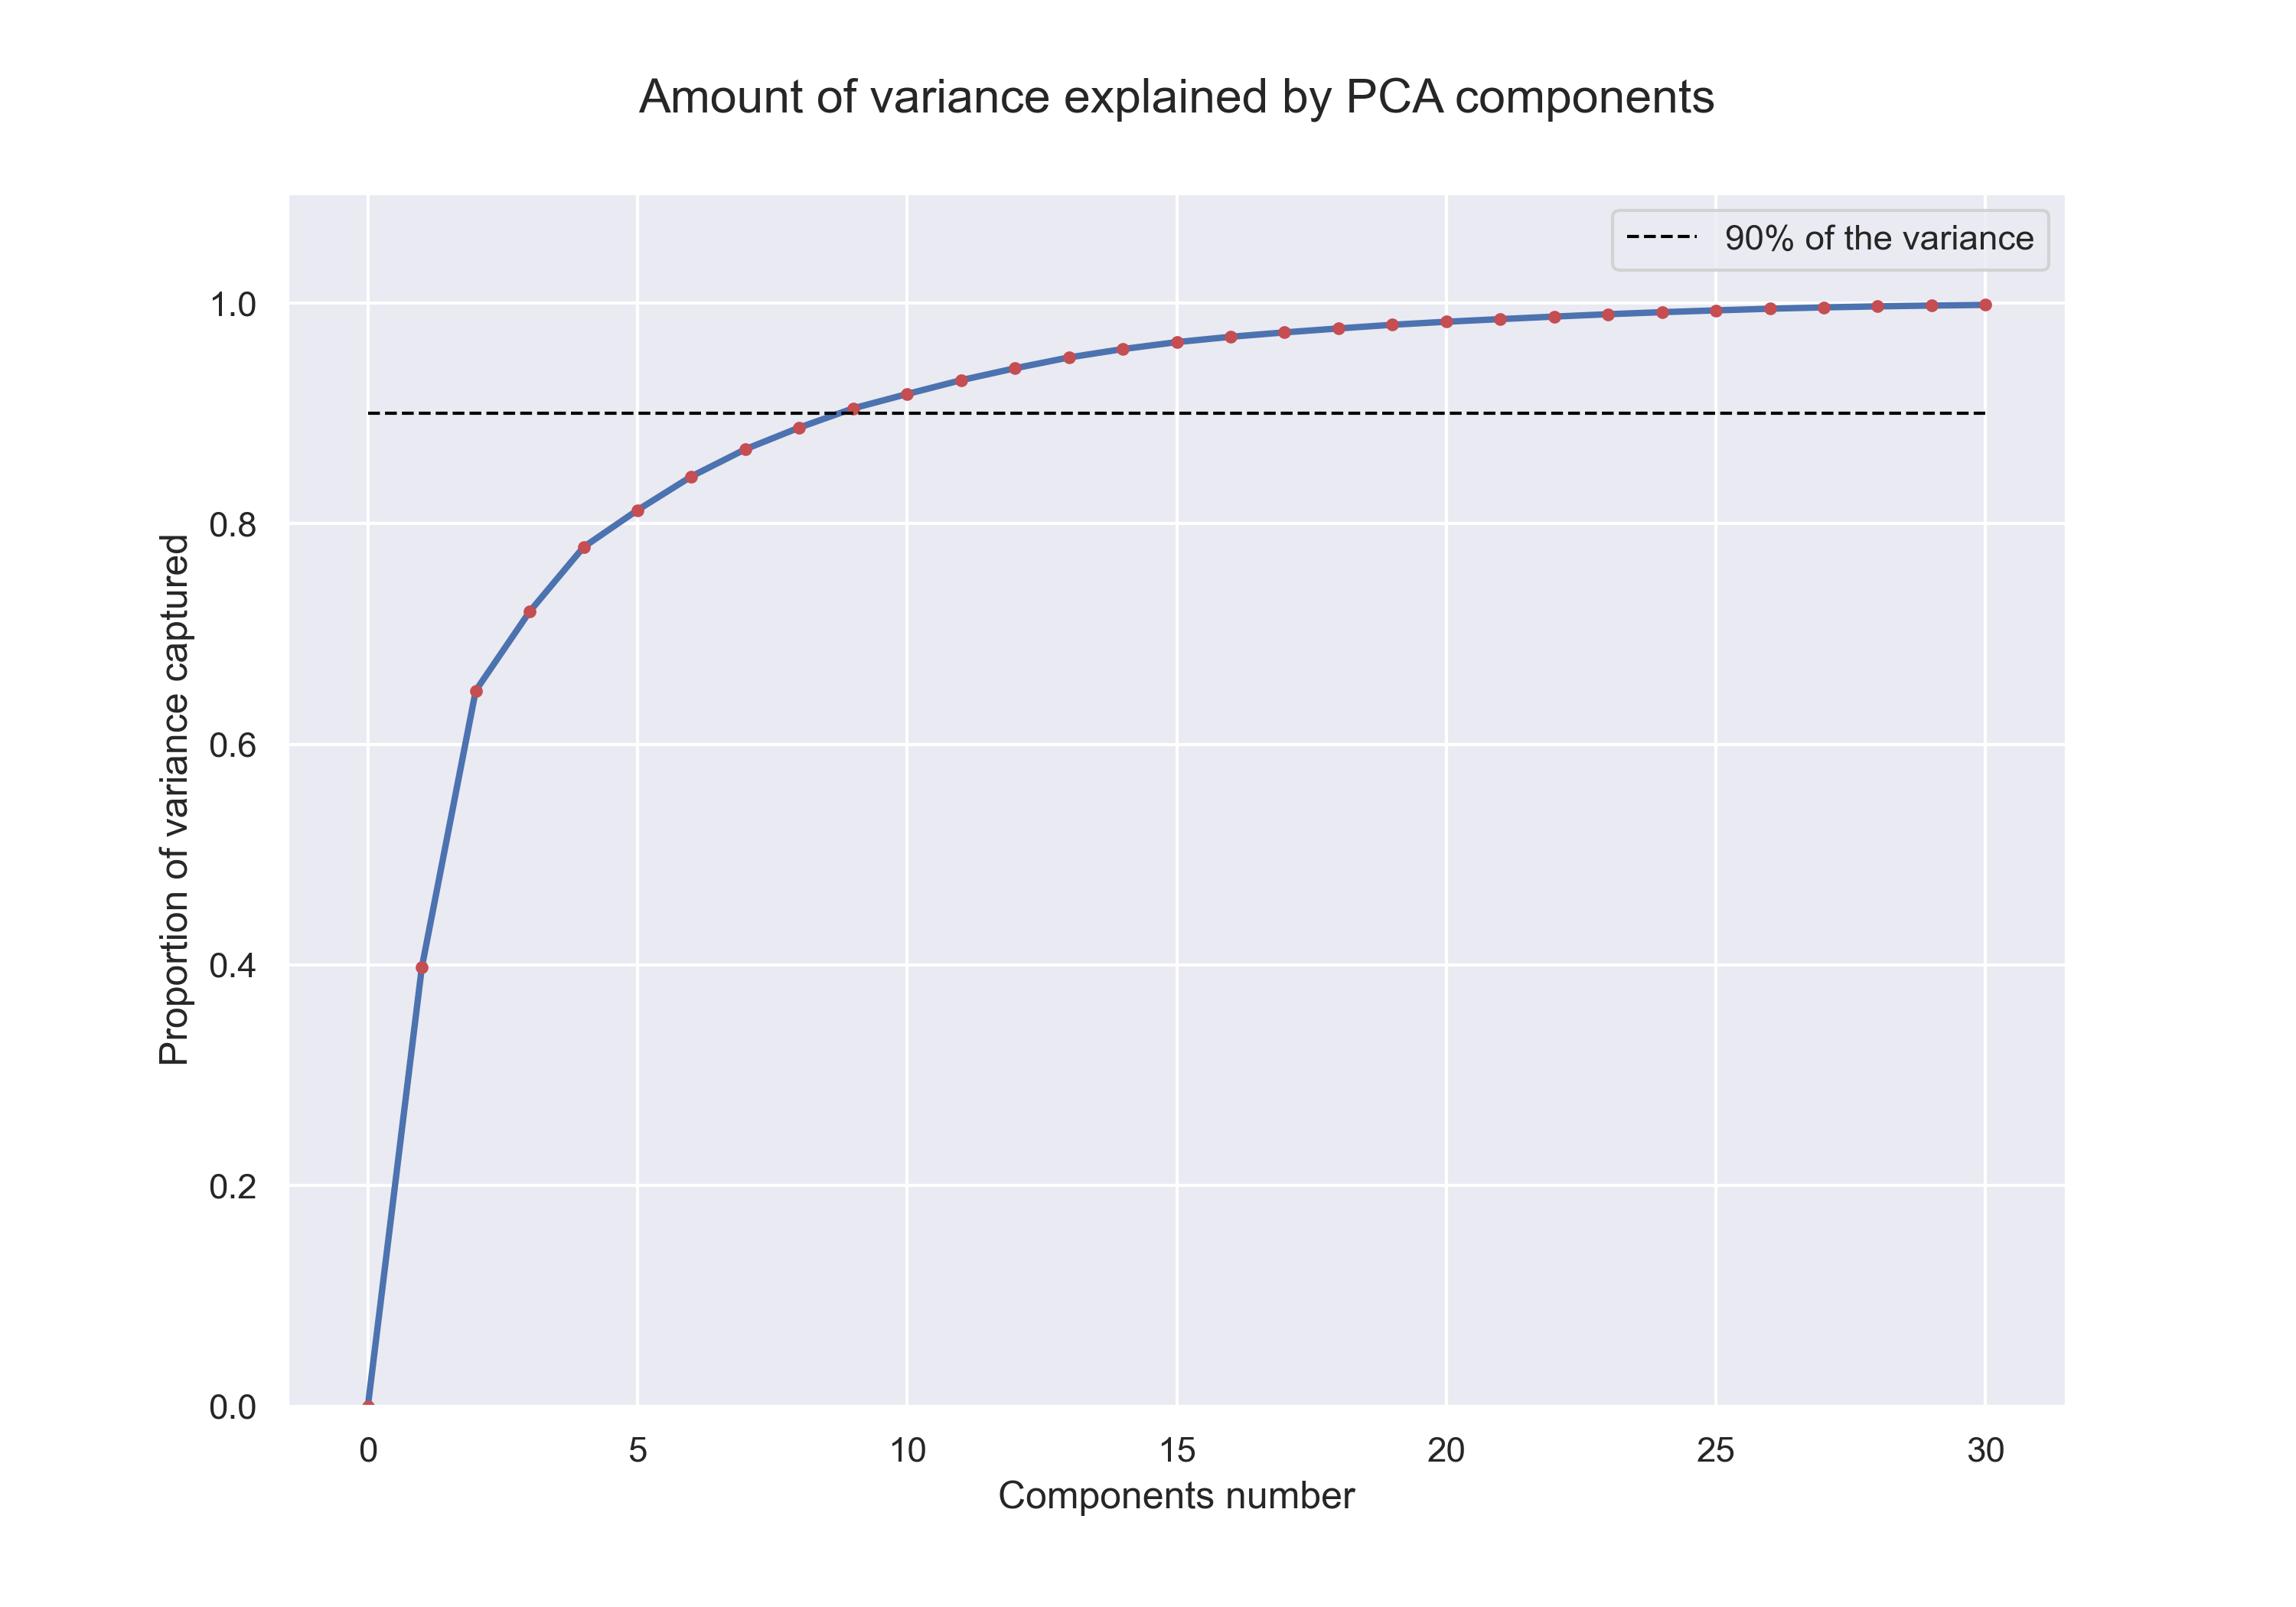 Amount of variance explained by PCA components
90% of the variance
1.0
0.8
0.6
0.4
0.2
0.0
Proportion of variance captured
0 5 10 15 20 25 30
Components number